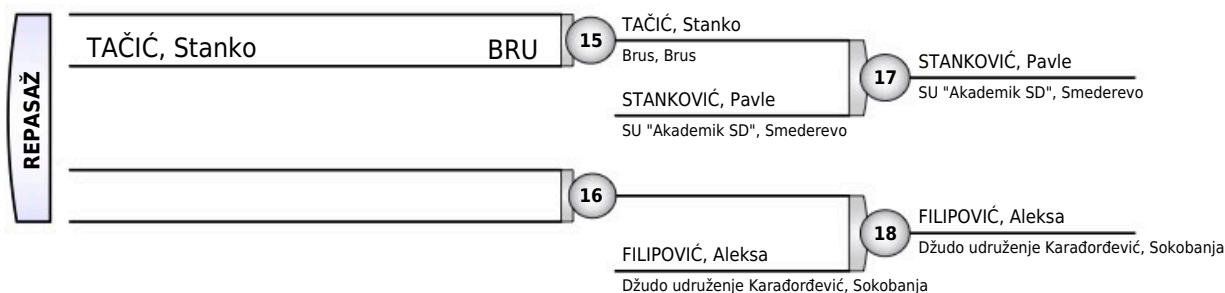 REPASAŽ
TAČIĆ, Stanko BRU
15
TAČIĆ, Stanko
Brus, Brus
STANKOVIĆ, Pavle
SU "Akademik SD", Smederevo
17
STANKOVIĆ, Pavle
SU "Akademik SD", Smederevo
16
FILIPOVIĆ, Aleksa
Džudo udruženje Karađorđević, Sokobanja
18
FILIPOVIĆ, Aleksa
Džudo udruženje Karađorđević, Sokobanja